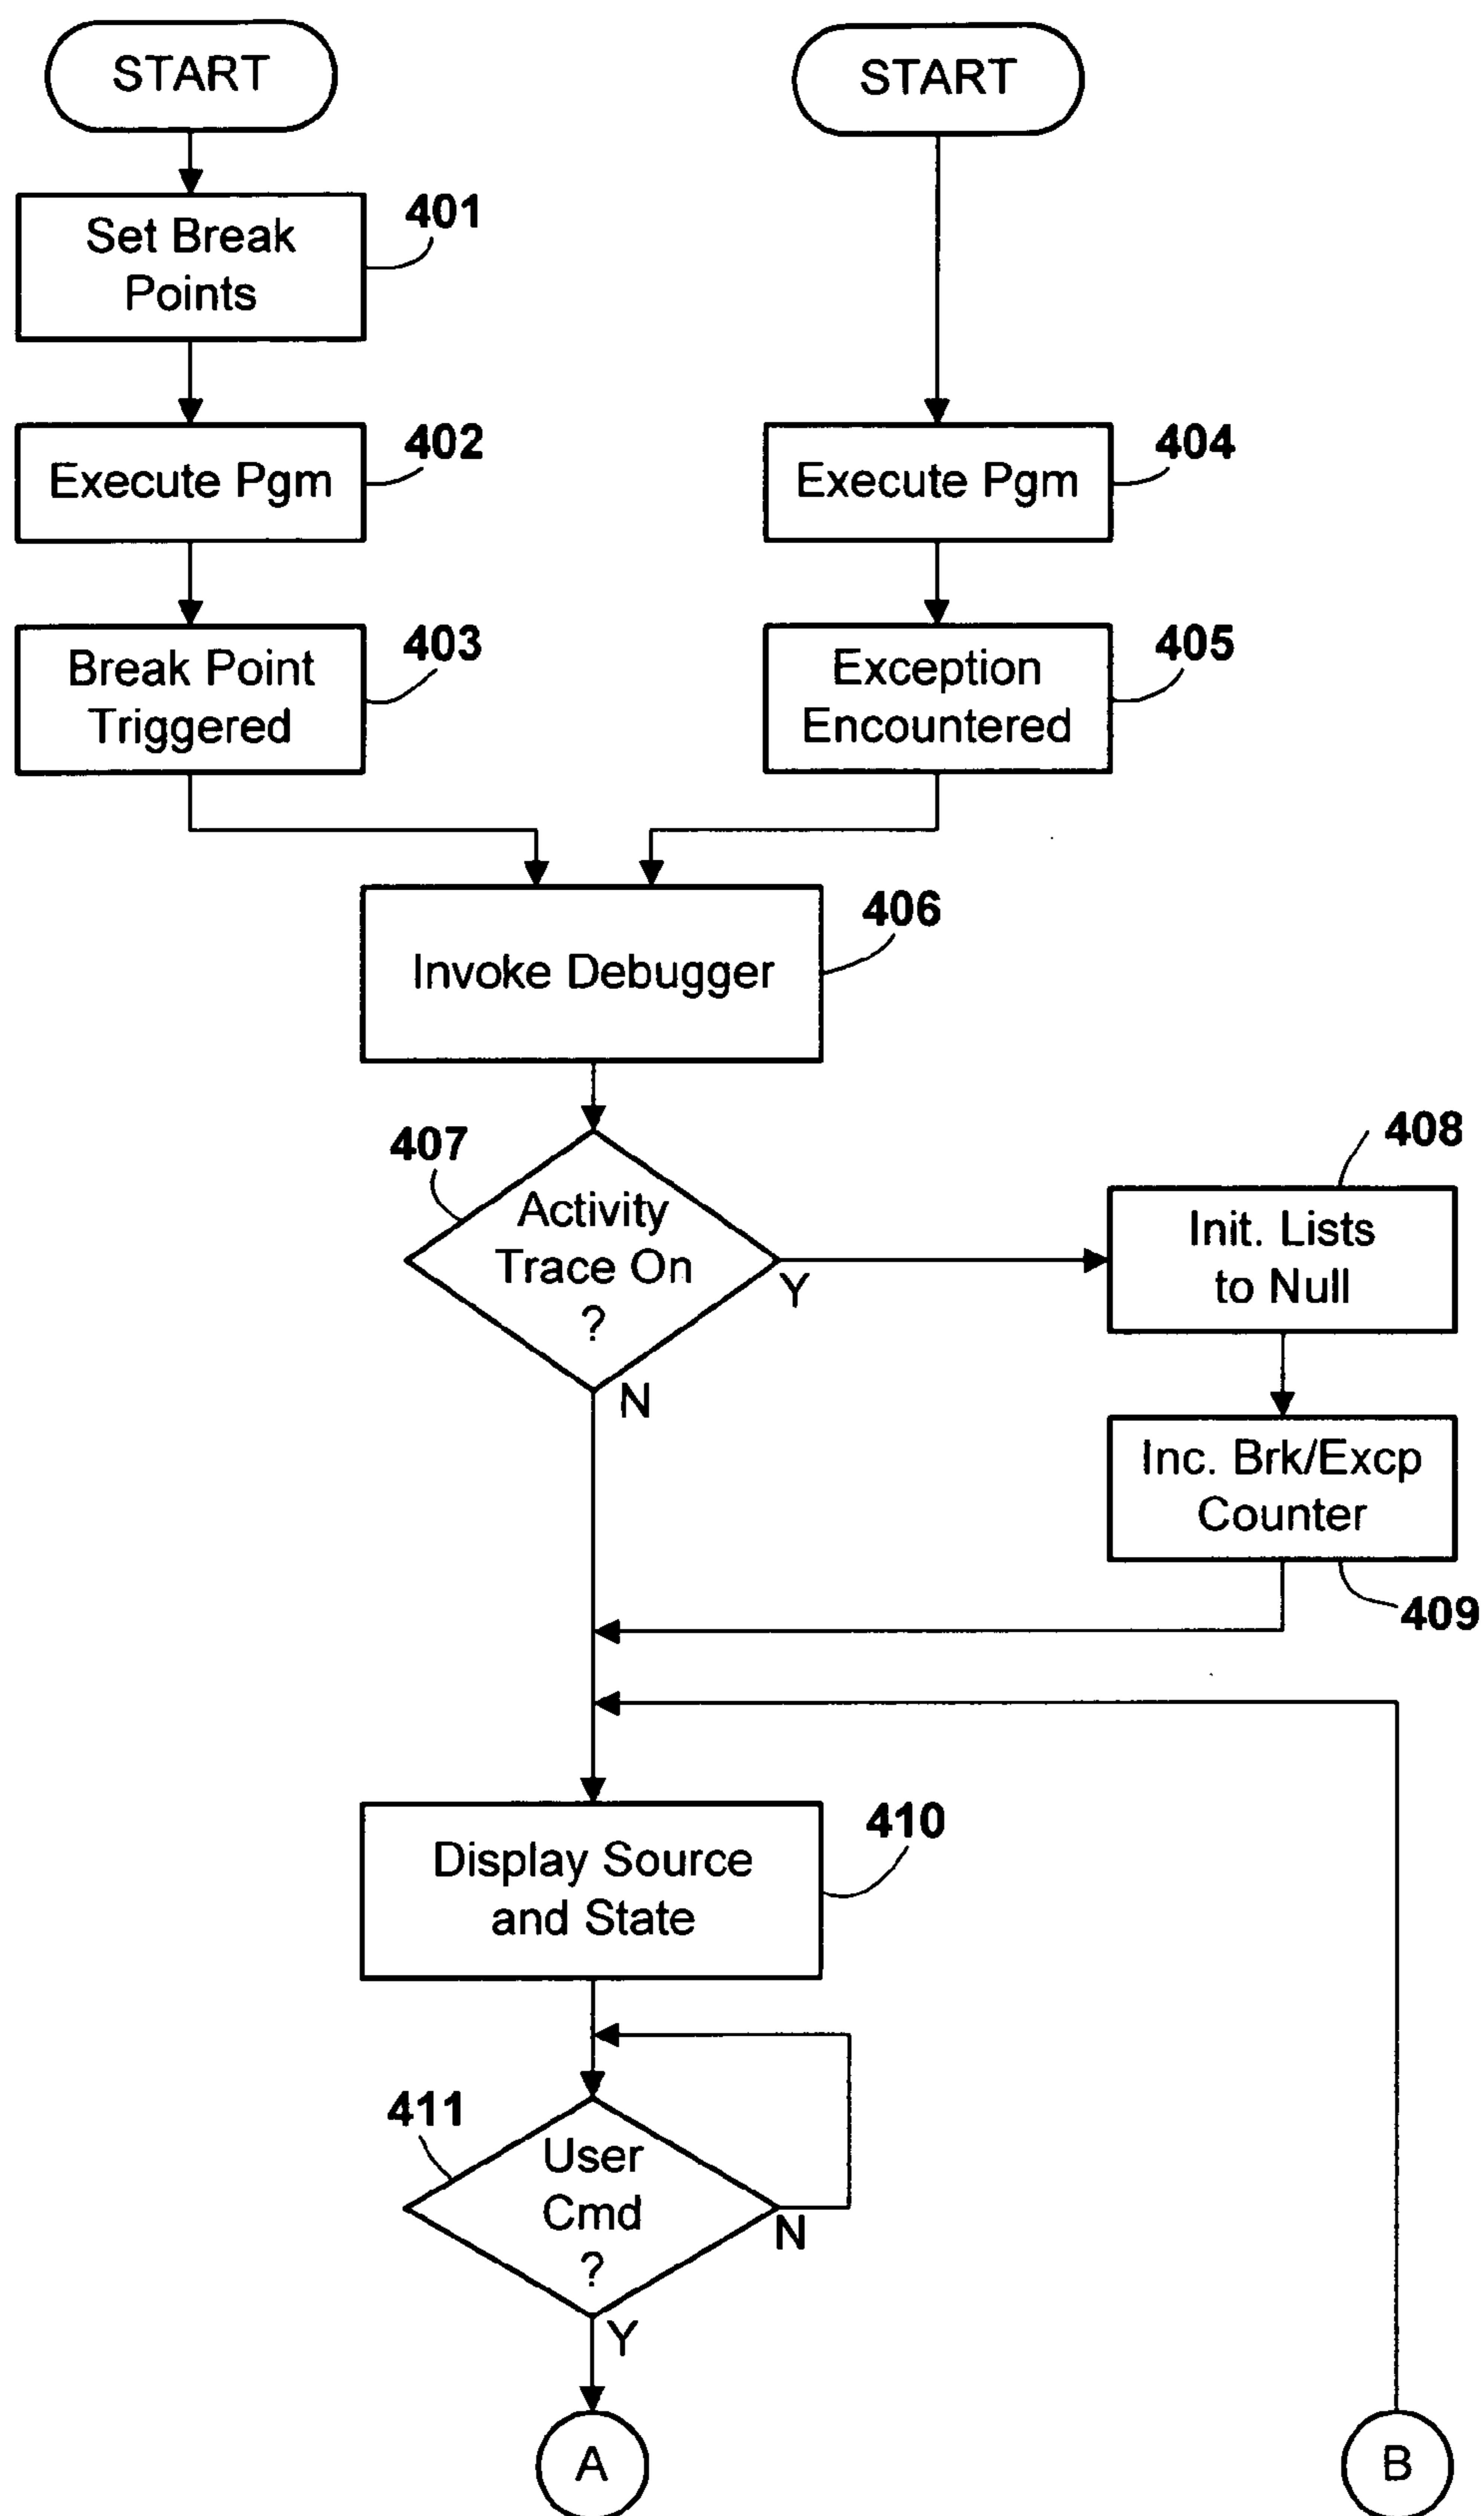 START
START
Set Break
Points
401
Execute Pgm
402
Execute Pgm
404
Break Point
Triggered
403
Exception
Encountered
405
Invoke Debugger
406
407
Activity
Trace On
?
Y
N
408
Init. Lists
to Null
Inc. Brk/Excp
Counter
409
Display Source
and State
410
411
User
Cmd
?
N
Y
A
B